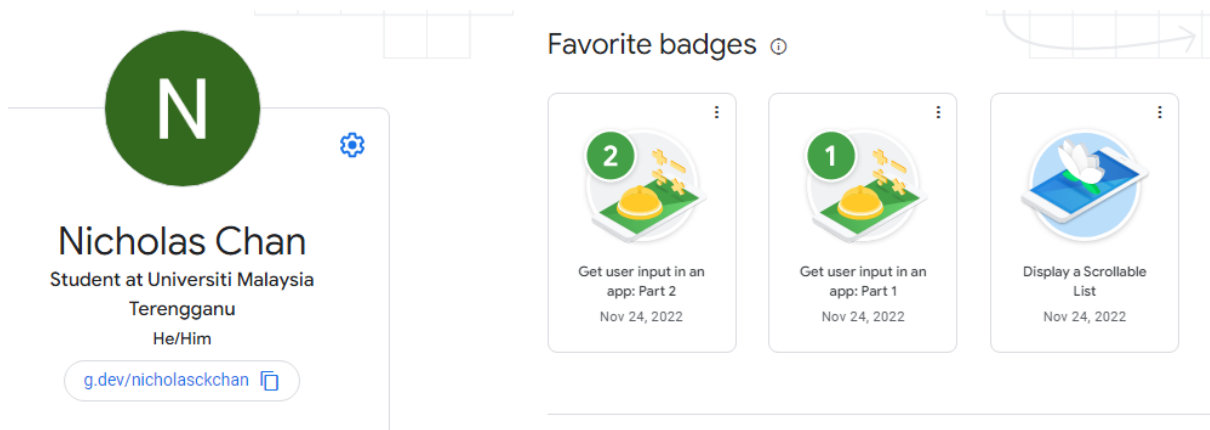 N
Nicholas Chan
Student at Universiti Malaysia
Terengganu
He/Him
g.dev/nicholasckchan
Favorite badges
2
Get user input in an
app: Part 2
Nov 24, 2022
1
Get user input in an
app: Part 1
Nov 24, 2022
Display a Scrollable
List
Nov 24, 2022